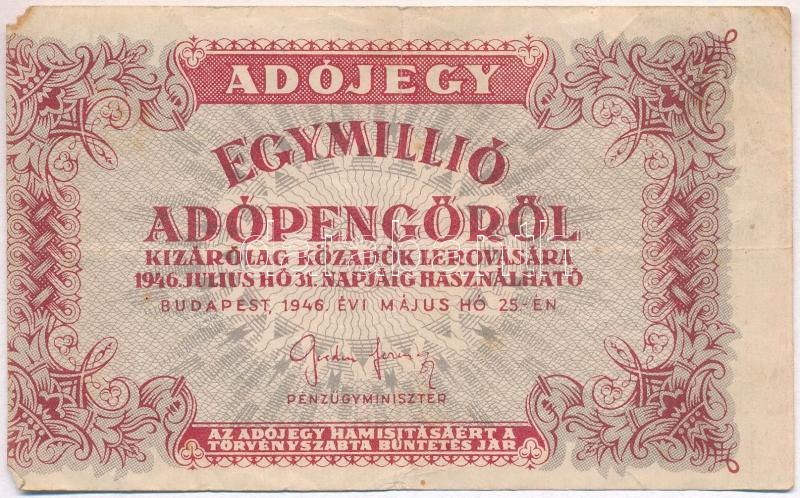 ADÓJEGY
EGYMILLIÓ
ADÓPENGŐRŐL
KIZÁRÓLAG KÖZADÓK LEROVÁSÁRA
1946. JULIUS HÓ 31. NAPJÁIG HASZNÁLHATÓ
BUDAPEST, 1946. ÉVI MÁJUS HÓ 25.-ÉN
PÉNZÜGYMINISZTER
AZ ADÓJEGY HAMISITÁSÁÉRT A
TÖRVÉNYSZABTA BÜNTETÉS JÁR